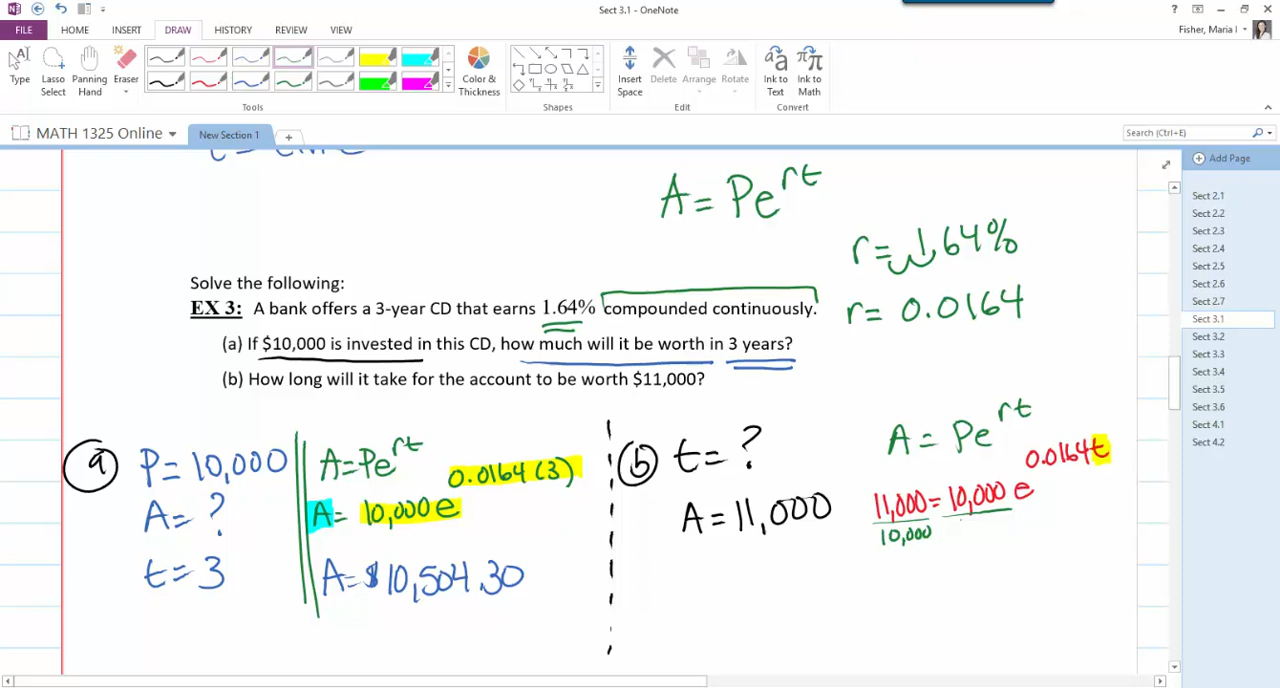 Sect 3.1 - OneNote
FILE HOME INSERT DRAW HISTORY REVIEW VIEW
Fisher, Maria I
Type Lasso Select Panning Hand Eraser
Color & Thickness
Insert Space Delete Arrange Rotate
Ink to Text Ink to Math
Tools Shapes Edit Convert
MATH 1325 Online New Section 1 +
Search (Ctrl+E)
Add Page
Sect 2.1
Sect 2.2
Sect 2.3
Sect 2.4
Sect 2.5
Sect 2.6
Sect 2.7
Sect 3.1
Sect 3.2
Sect 3.3
Sect 3.4
Sect 3.5
Sect 3.6
Sect 4.1
Sect 4.2
A = Pe^rt
r = 1.64%
r = 0.0164
Solve the following:
EX 3: A bank offers a 3-year CD that earns 1.64% compounded continuously.
(a) If $10,000 is invested in this CD, how much will it be worth in 3 years?
(b) How long will it take for the account to be worth $11,000?
a
P = 10,000
A = ?
t = 3
A = Pe^rt
A = 10,000 e^0.0164(3)
A = $10,504.30
b
t = ?
A = 11,000
A = Pe^rt
11,000 = 10,000 e^0.0164t
10,000